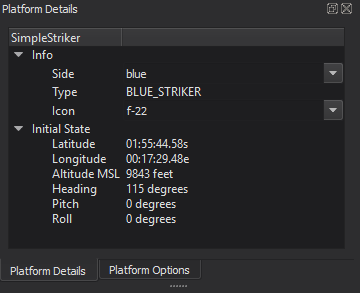 Platform Details
SimpleStriker
Info
Side blue
Type BLUE_STRIKER
Icon f-22
Initial State
Latitude 01:55:44.58s
Longitude 00:17:29.48e
Altitude MSL 9843 feet
Heading 115 degrees
Pitch 0 degrees
Roll 0 degrees
Platform Details Platform Options